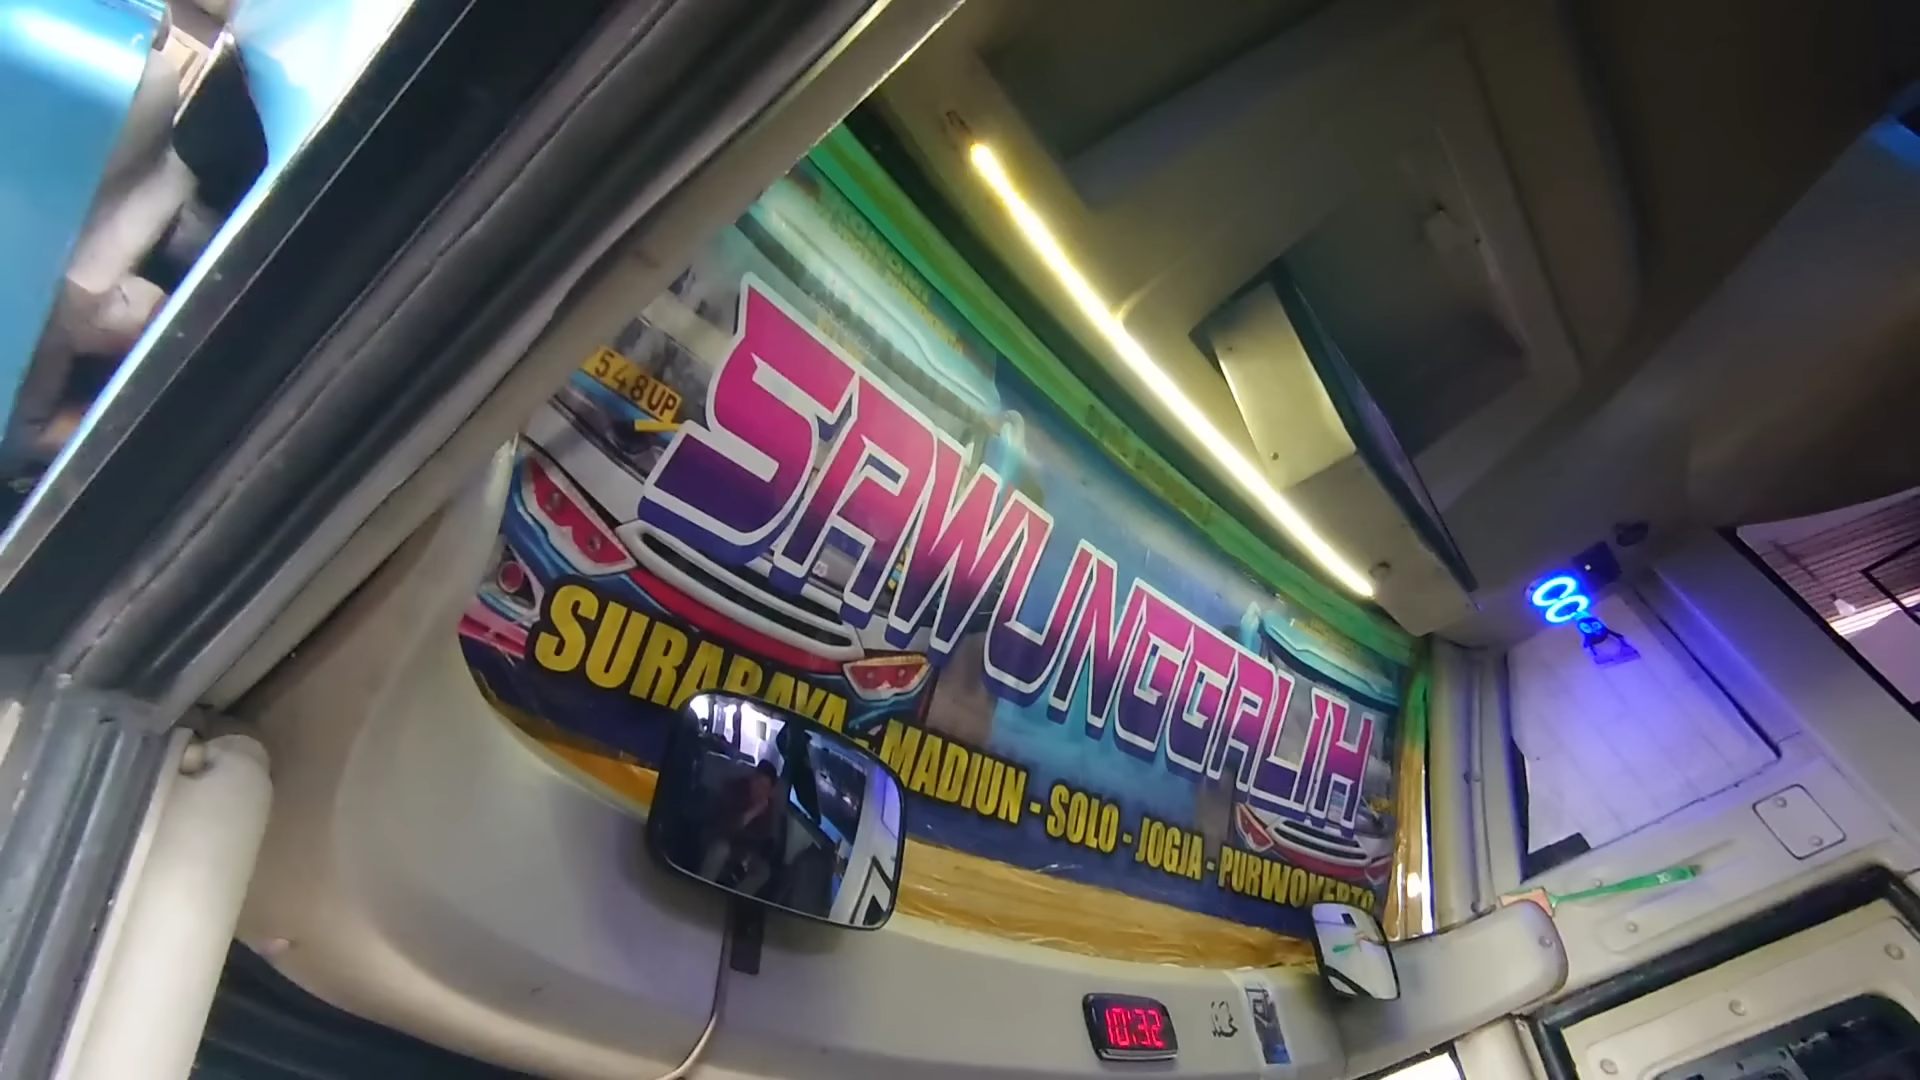 548UP
SAWUNGGALIH
SURABAYA - MADIUN - SOLO - JOGJA - PURWOKERTO
10:32